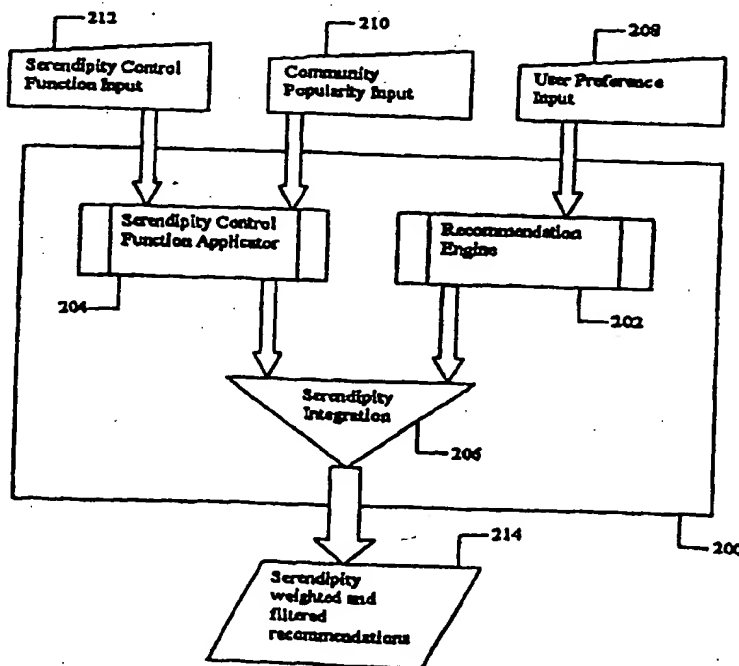 212
210
208
Serendipity Control
Function Input
Community
Popularity Input
User Preference
Input
Serendipity Control
Function Applicator
Recommendation
Engine
204
202
Serendipity
Integration
206
200
214
Serendipity
weighted and
filtered
recommendations